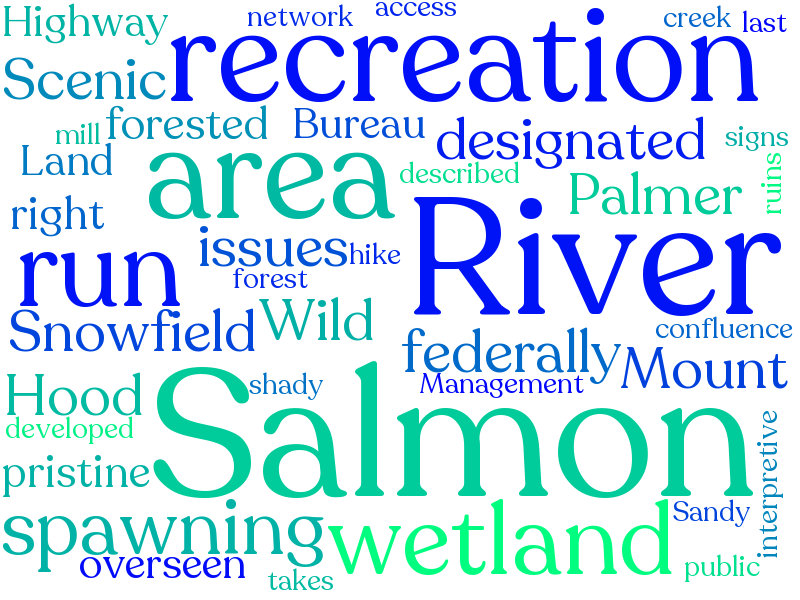 Highway network access creek last
Scenic recreation
mill forested Bureau designated signs
Land area described Palmer ruins
right River
run issues hike
forest
Snowfield Wild federally confluence
Mount
Hood shady Management
developed Salmon
pristine interpretive
spawning wetland Sandy
overseen public
takes